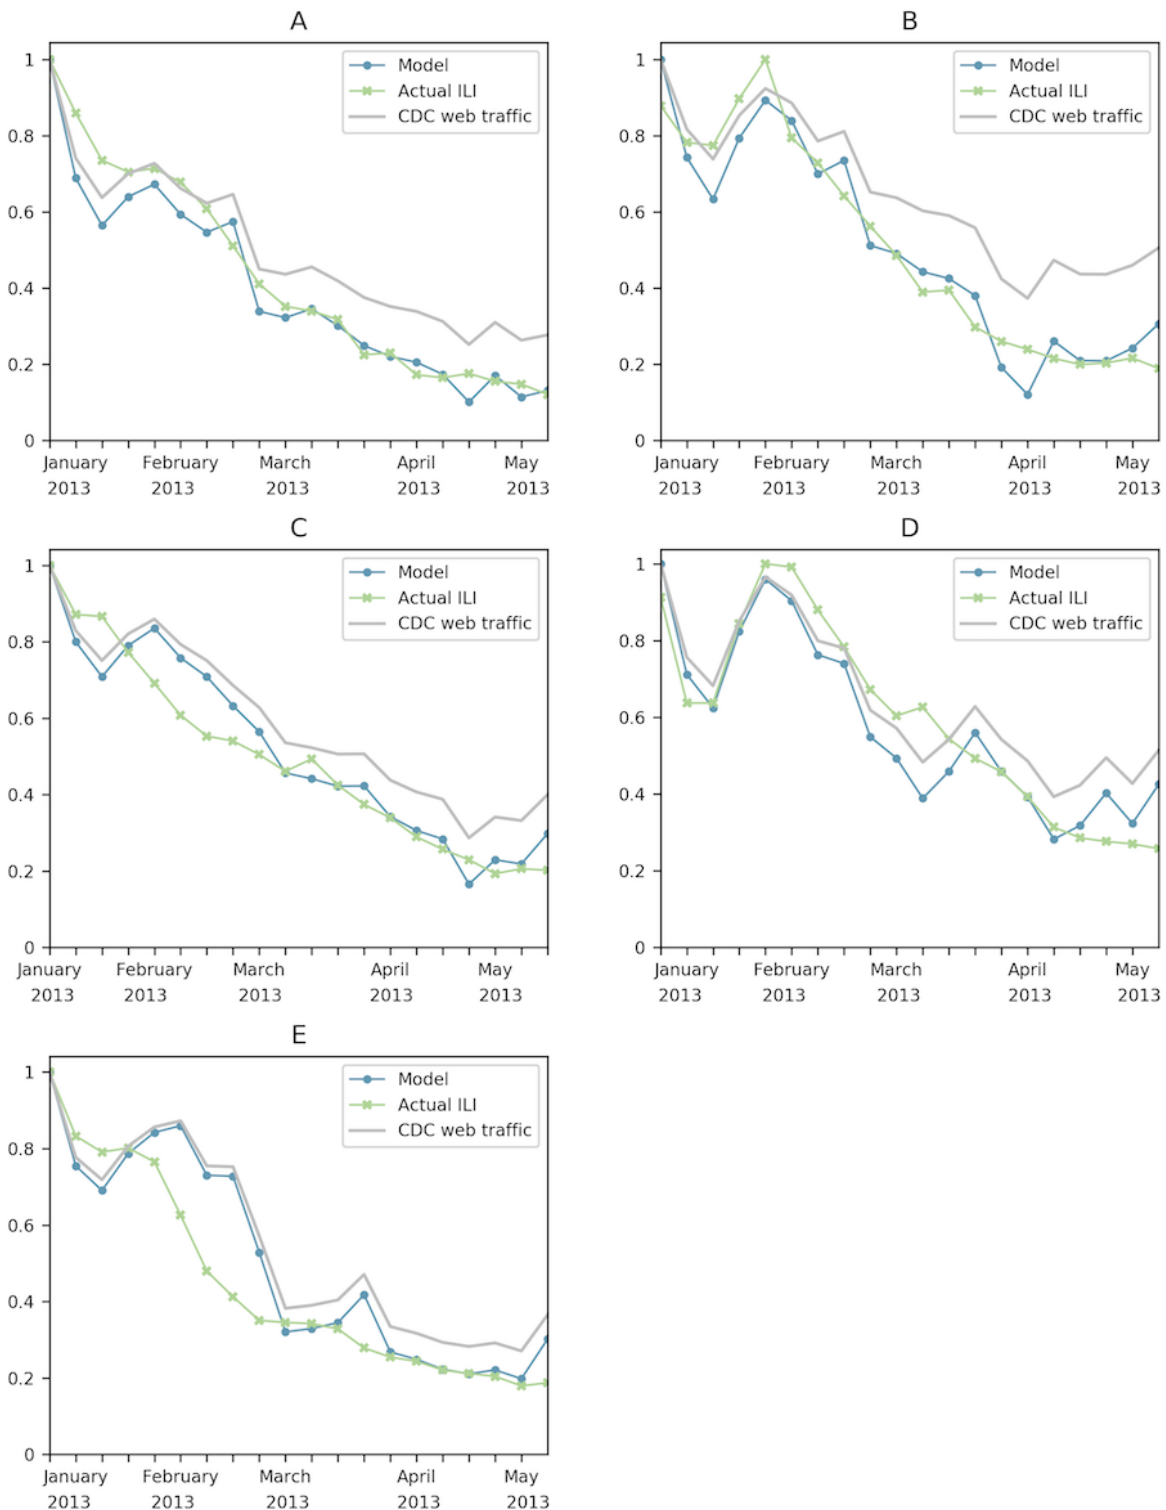 A
1
0.8
0.6
0.4
0.2
0
Model
Actual ILI
CDC web traffic
January February March April May
2013 2013 2013 2013 2013
B
1
0.8
0.6
0.4
0.2
0
Model
Actual ILI
CDC web traffic
January February March April May
2013 2013 2013 2013 2013
C
1
0.8
0.6
0.4
0.2
0
Model
Actual ILI
CDC web traffic
January February March April May
2013 2013 2013 2013 2013
D
1
0.8
0.6
0.4
0.2
0
Model
Actual ILI
CDC web traffic
January February March April May
2013 2013 2013 2013 2013
E
1
0.8
0.6
0.4
0.2
0
Model
Actual ILI
CDC web traffic
January February March April May
2013 2013 2013 2013 2013